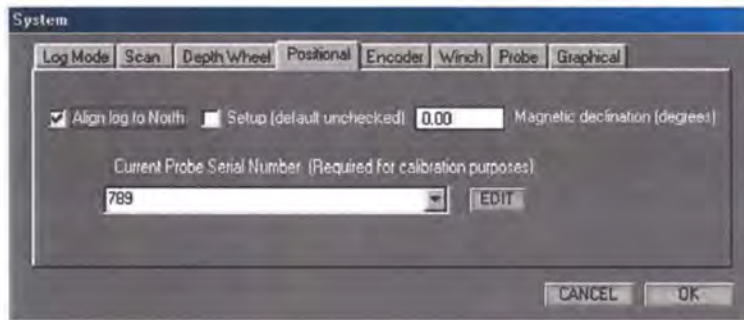 System
Log Mode Scan Depth Wheel Positional Encoder Winch Probe Graphical
Align log to North Setup (default unchecked) 0.00 Magnetic declination (degrees)
Current Probe Serial Number (Required for calibration purposes)
789 EDIT
CANCEL OK